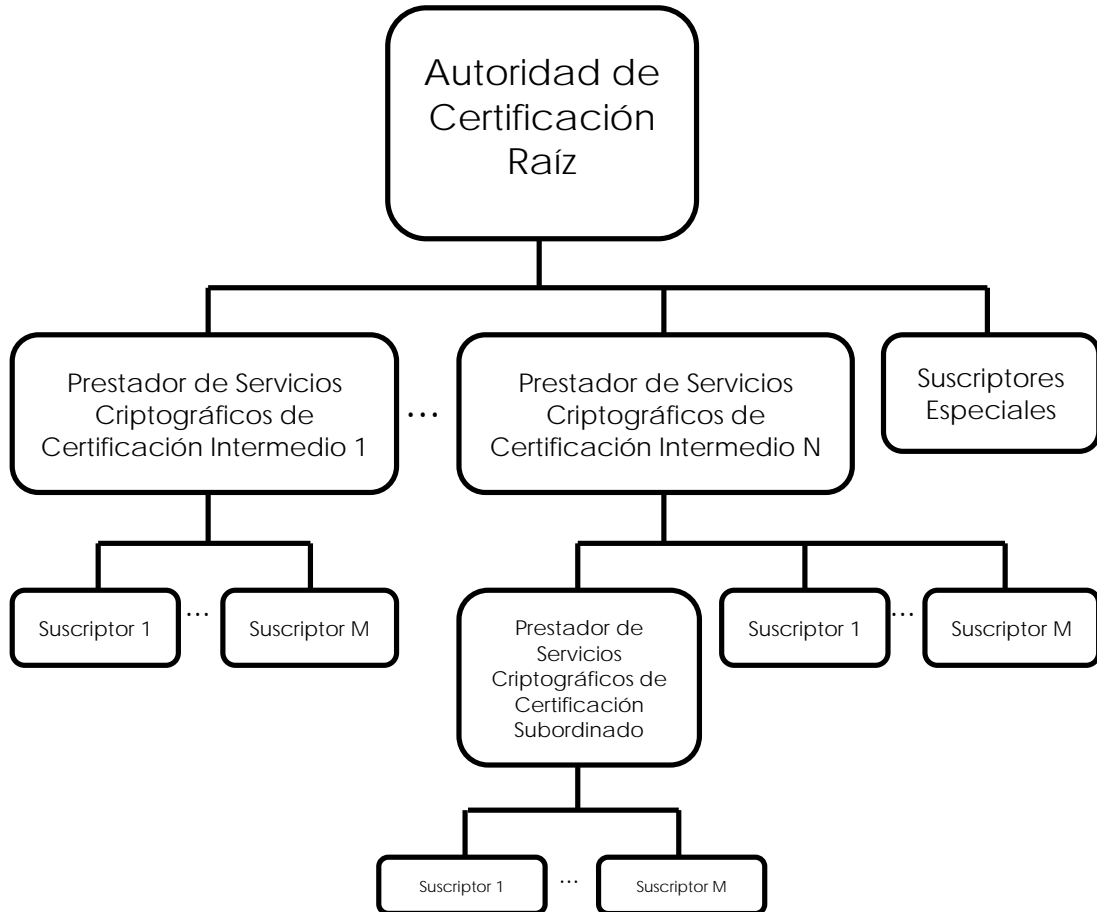 Autoridad de
Certificación
Raíz
Prestador de Servicios
Criptográficos de
Certificación Intermedio 1
...
Prestador de Servicios
Criptográficos de
Certificación Intermedio N
Suscriptores
Especiales
Suscriptor 1
...
Suscriptor M
Prestador de
Servicios
Criptográficos de
Certificación
Subordinado
Suscriptor 1
...
Suscriptor M
Suscriptor 1
...
Suscriptor M